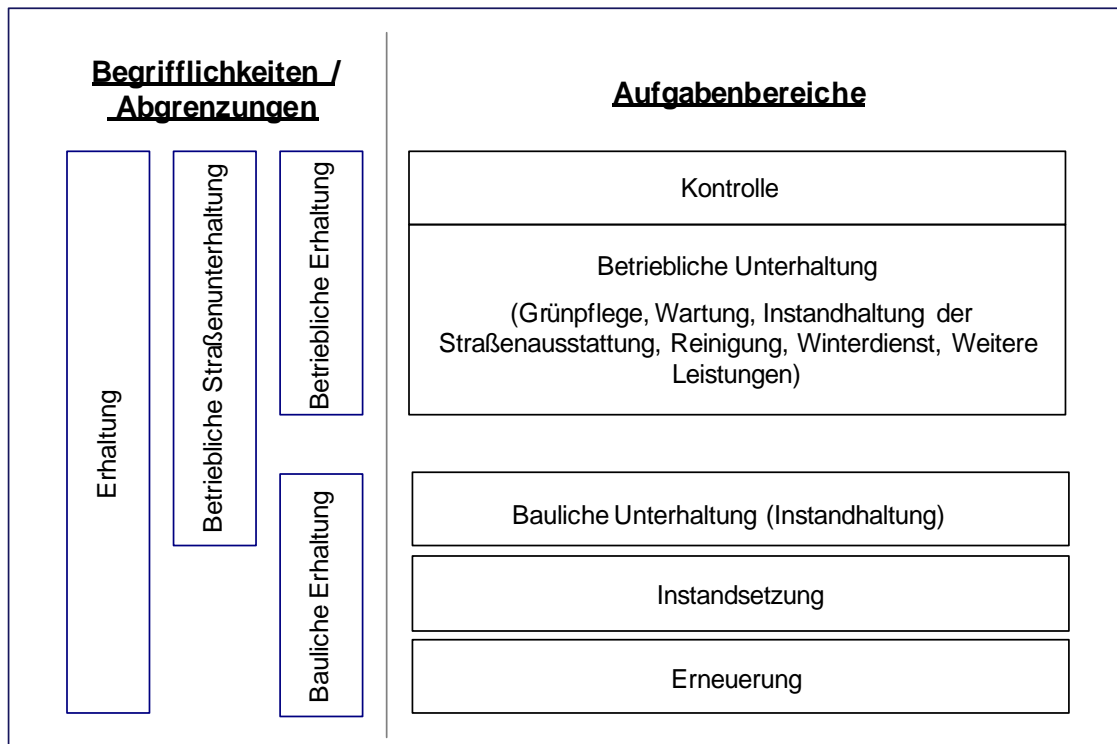 Begrifflichkeiten /
Abgrenzungen
Aufgabenbereiche
Erhaltung
Betriebliche Straßenunterhaltung
Betriebliche Erhaltung
Bauliche Erhaltung
Kontrolle
Betriebliche Unterhaltung
(Grünpflege, Wartung, Instandhaltung der
Straßenausstattung, Reinigung, Winterdienst, Weitere
Leistungen)
Bauliche Unterhaltung (Instandhaltung)
Instandsetzung
Erneuerung